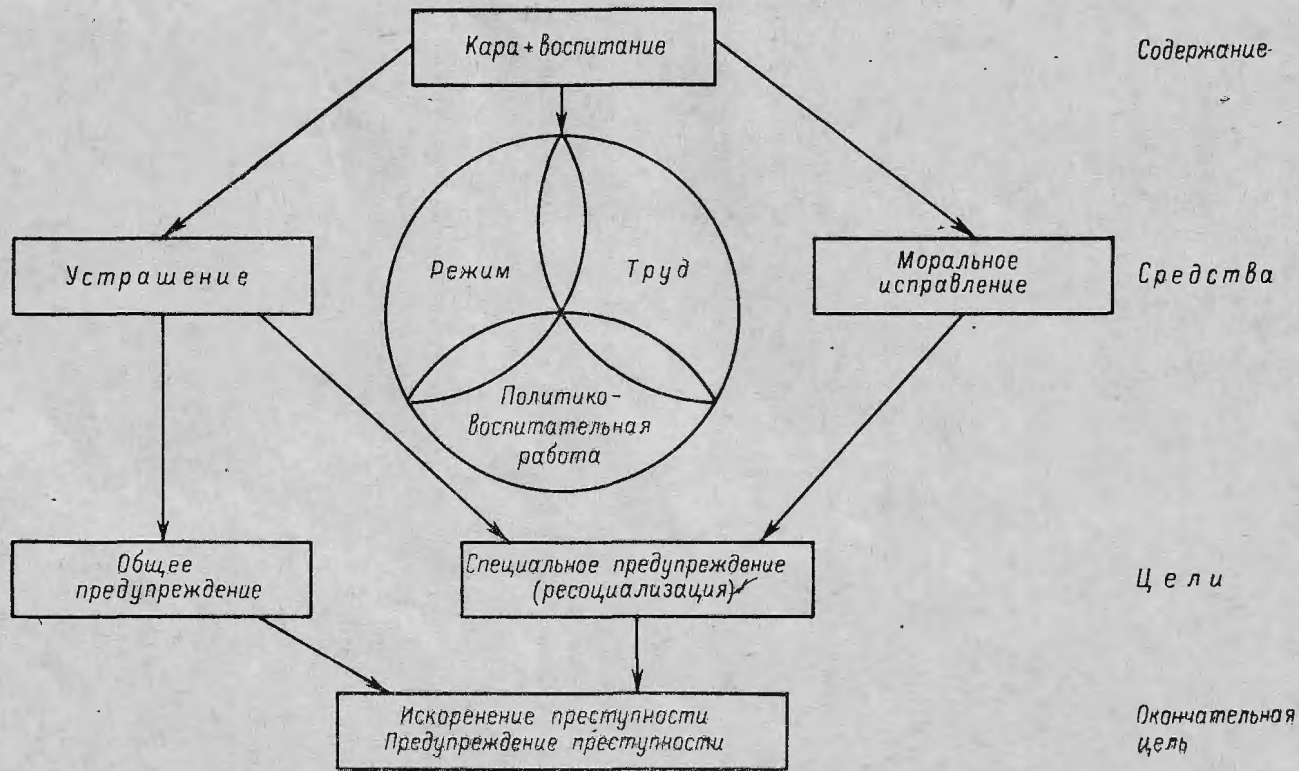 Кара + воспитание
Содержание
Режим
Труд
Устрашение
Моральное
исправление
Средства
Политико-
воспитательная
работа
Общее
предупреждение
Специальное предупреждение
(ресоциализация)
Цели
Искоренение преступности
Предупреждение преступности
Окончательная
цель